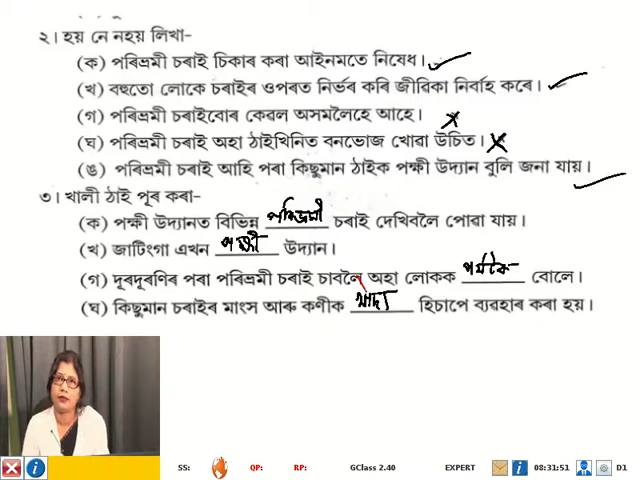 ২। হয় নে নহয় লিখা-
(ক) পৰিভ্ৰমী চৰাই চিকাৰ কৰা আইনমতে নিষেধ।
(খ) বহুতো লোকে চৰাইৰ ওপৰত নিৰ্ভৰ কৰি জীৱিকা নিৰ্বাহ কৰে।
(গ) পৰিভ্ৰমী চৰাইবোৰ কেৱল অসমলৈহে আহে।
(ঘ) পৰিভ্ৰমী চৰাই অহা ঠাইখিনিত বনভোজ খোৱা উচিত।
(ঙ) পৰিভ্ৰমী চৰাই আহি পৰা কিছুমান ঠাইক পক্ষী উদ্যান বুলি জনা যায়।
৩। খালী ঠাই পূৰ কৰা-
(ক) পক্ষী উদ্যানত বিভিন্ন পৰিভ্ৰমী চৰাই দেখিবলৈ পোৱা যায়।
(খ) জাটিংগা এখন পক্ষী উদ্যান।
(গ) দূৰদূৰণিৰ পৰা পৰিভ্ৰমী চৰাই চাবলৈ অহা লোকক পৰ্যটক বোলে।
(ঘ) কিছুমান চৰাইৰ মাংস আৰু কণীক খাদ্য হিচাপে ব্যৱহাৰ কৰা হয়।
SS: QP: RP: GClass 2.40 EXPERT 08:31:51 D1